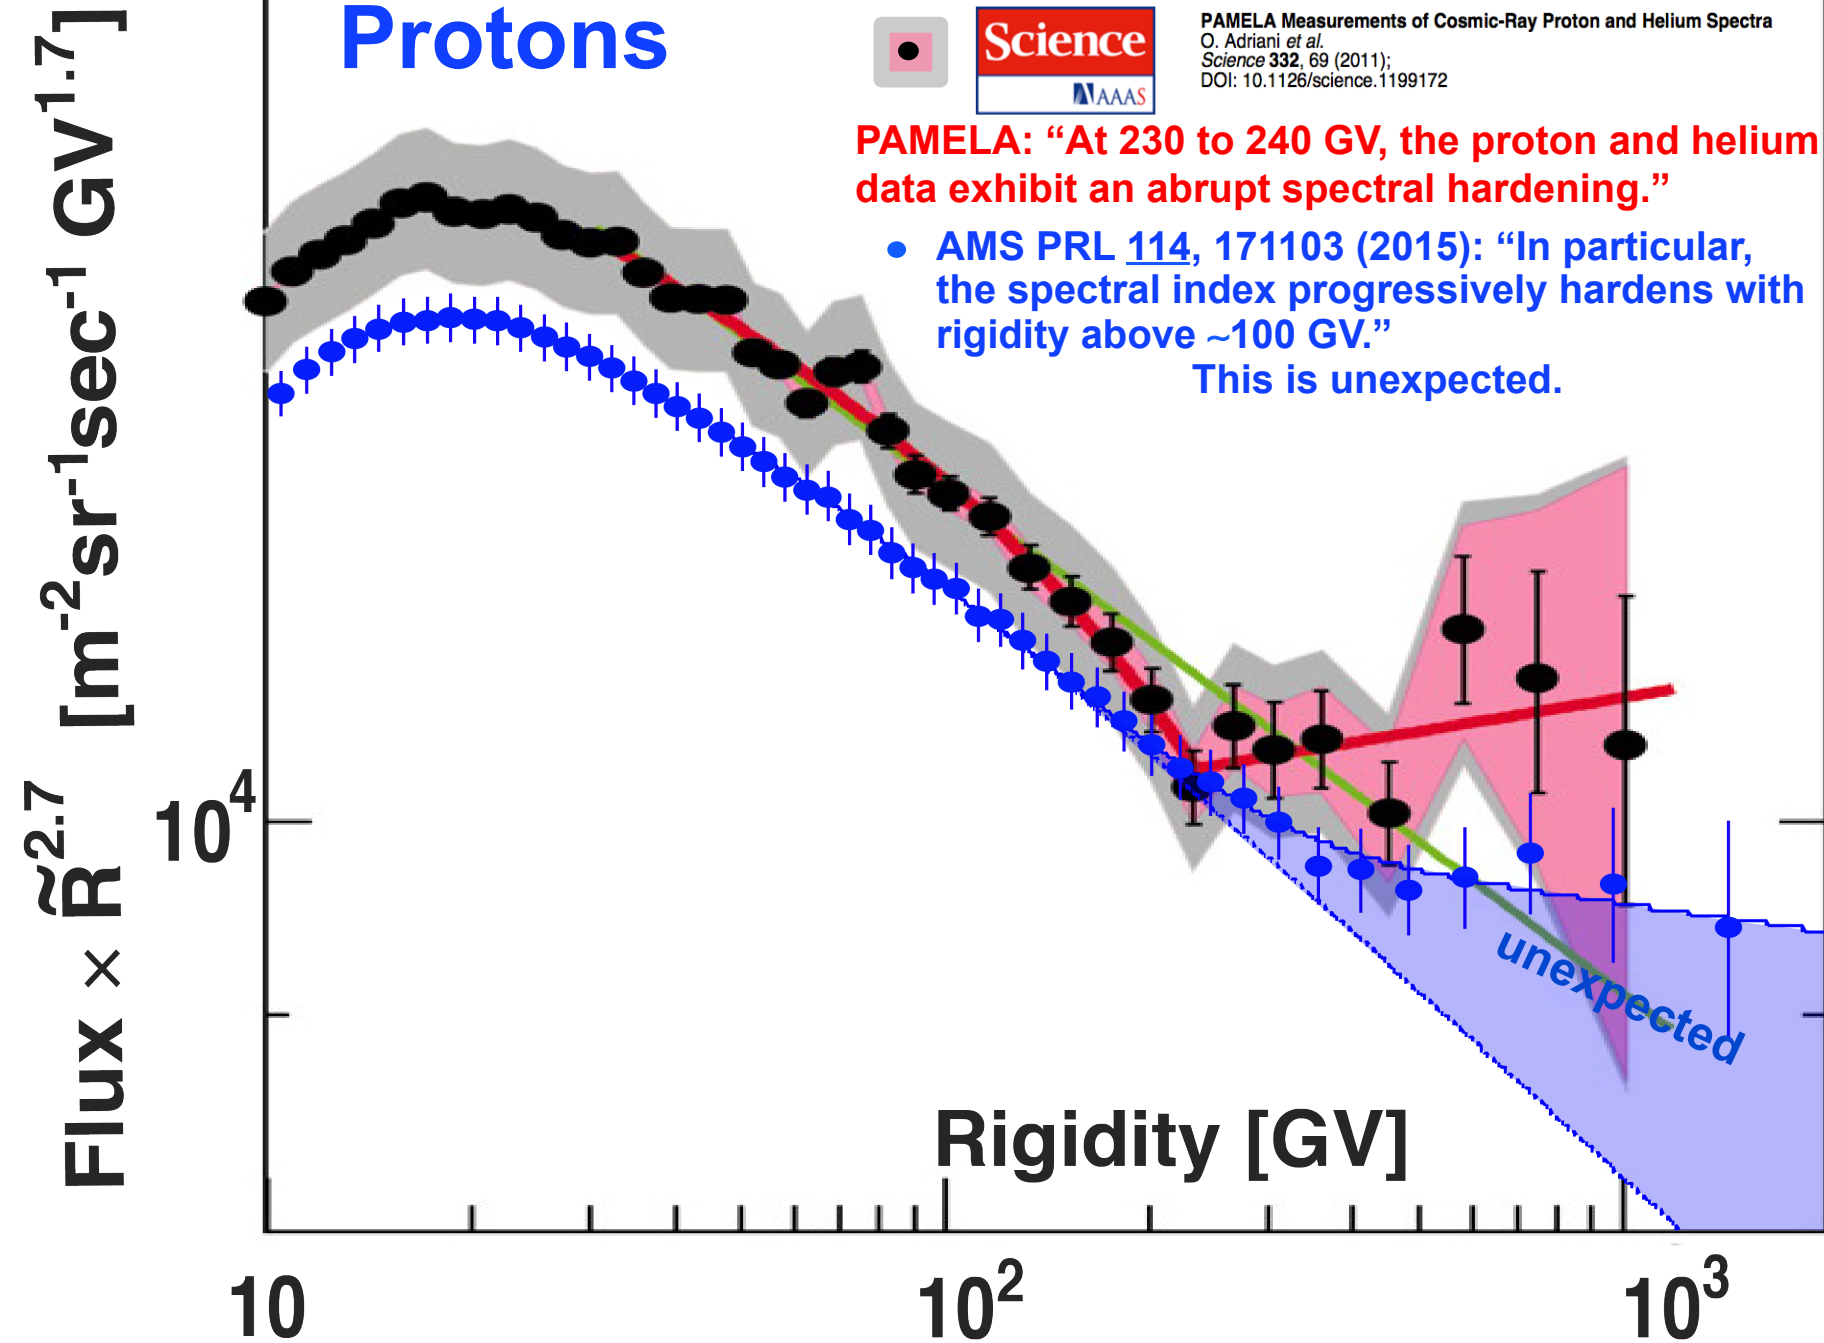 Protons
Science
AAAS
PAMELA Measurements of Cosmic-Ray Proton and Helium Spectra
O. Adriani et al.
Science 332, 69 (2011);
DOI: 10.1126/science.1199172
PAMELA: “At 230 to 240 GV, the proton and helium
data exhibit an abrupt spectral hardening.”
• AMS PRL 114, 171103 (2015): “In particular,
the spectral index progressively hardens with
rigidity above ~100 GV.”
This is unexpected.
Flux × R̃²·⁷ [m⁻²sr⁻¹sec⁻¹ GV¹·⁷]
10⁴
unexpected
Rigidity [GV]
10
10²
10³